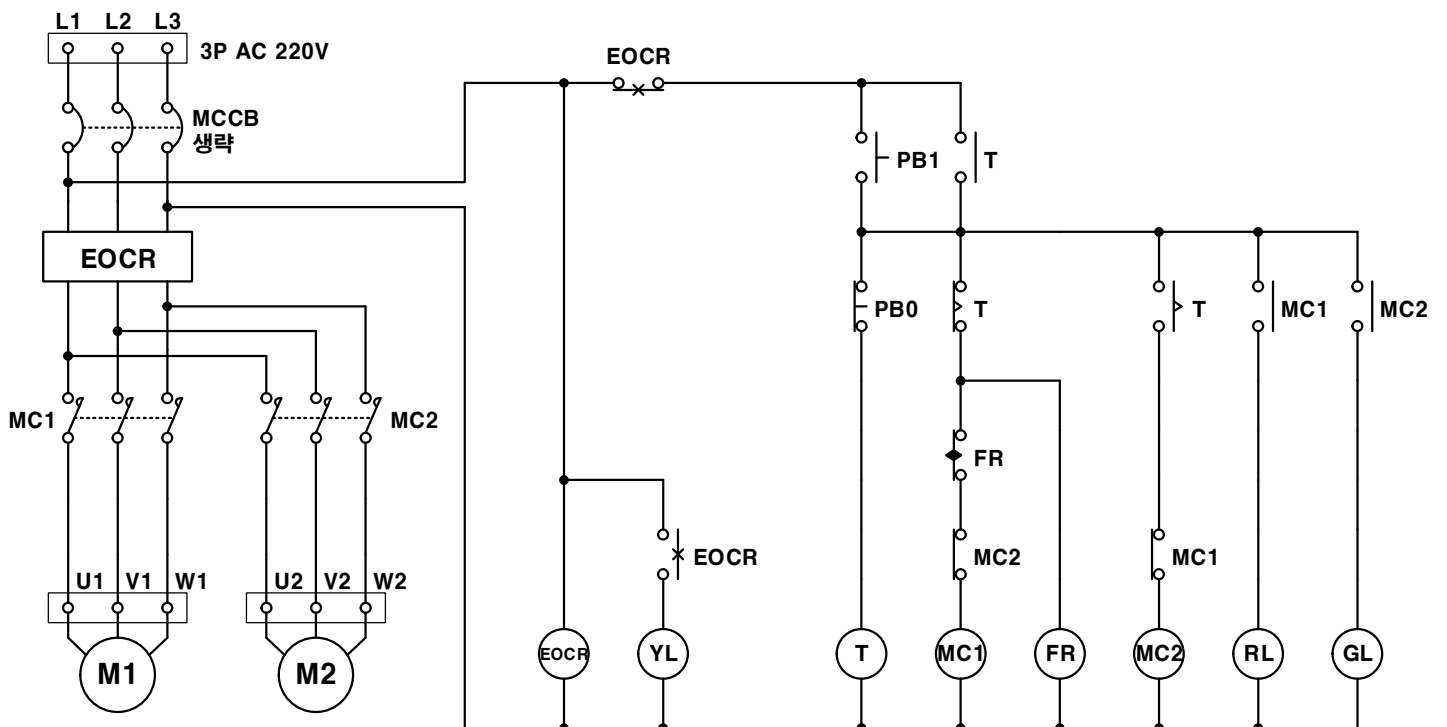 L1 L2 L3
3P AC 220V
MCCB
생략
EOCR
MC1
MC2
U1 V1 W1
U2 V2 W2
M1
M2
EOCR
PB1
T
PB0
T
T
MC1
MC2
FR
EOCR
MC2
MC1
EOCR
YL
T
MC1
FR
MC2
RL
GL